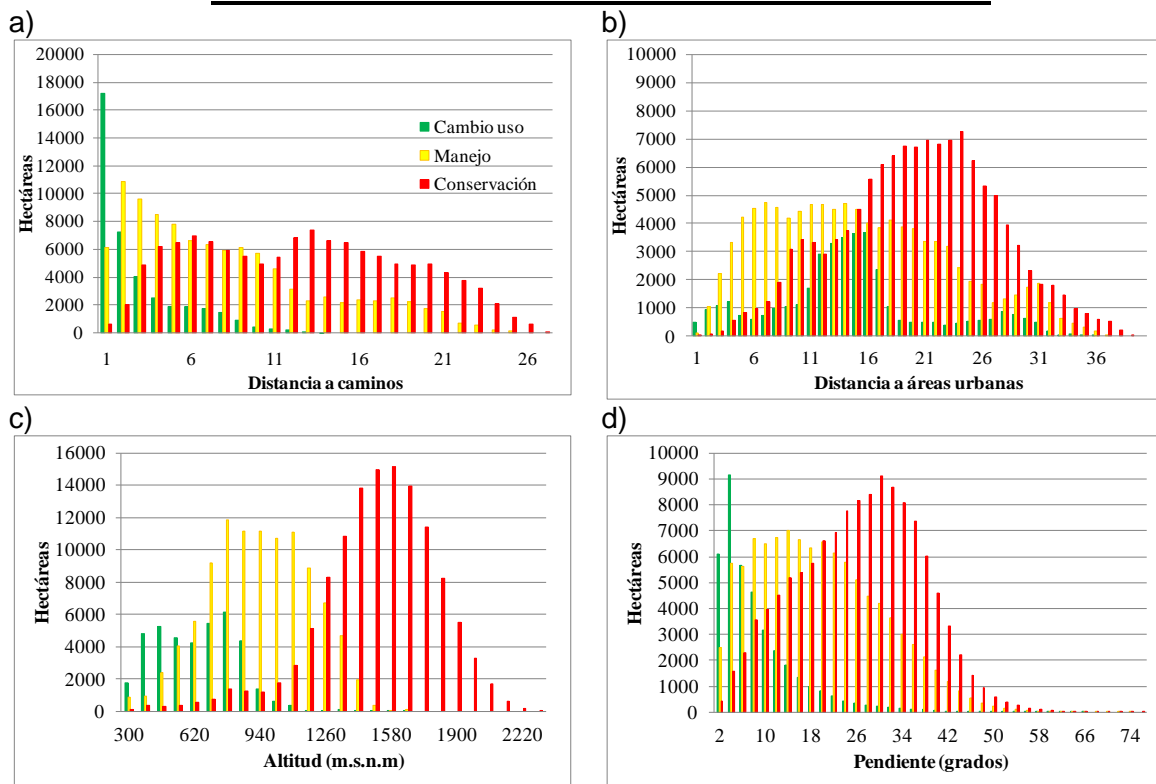 a)
20000
18000
16000
14000
12000
10000
8000
6000
4000
2000
0
Hectáreas
Cambio uso
Manejo
Conservación
1 6 11 16 21 26
Distancia a caminos
b)
10000
9000
8000
7000
6000
5000
4000
3000
2000
1000
0
Hectáreas
1 6 11 16 21 26 31 36
Distancia a áreas urbanas
c)
16000
14000
12000
10000
8000
6000
4000
2000
0
Hectáreas
300 620 940 1260 1580 1900 2220
Altitud (m.s.n.m)
d)
10000
9000
8000
7000
6000
5000
4000
3000
2000
1000
0
Hectáreas
2 10 18 26 34 42 50 58 66 74
Pendiente (grados)